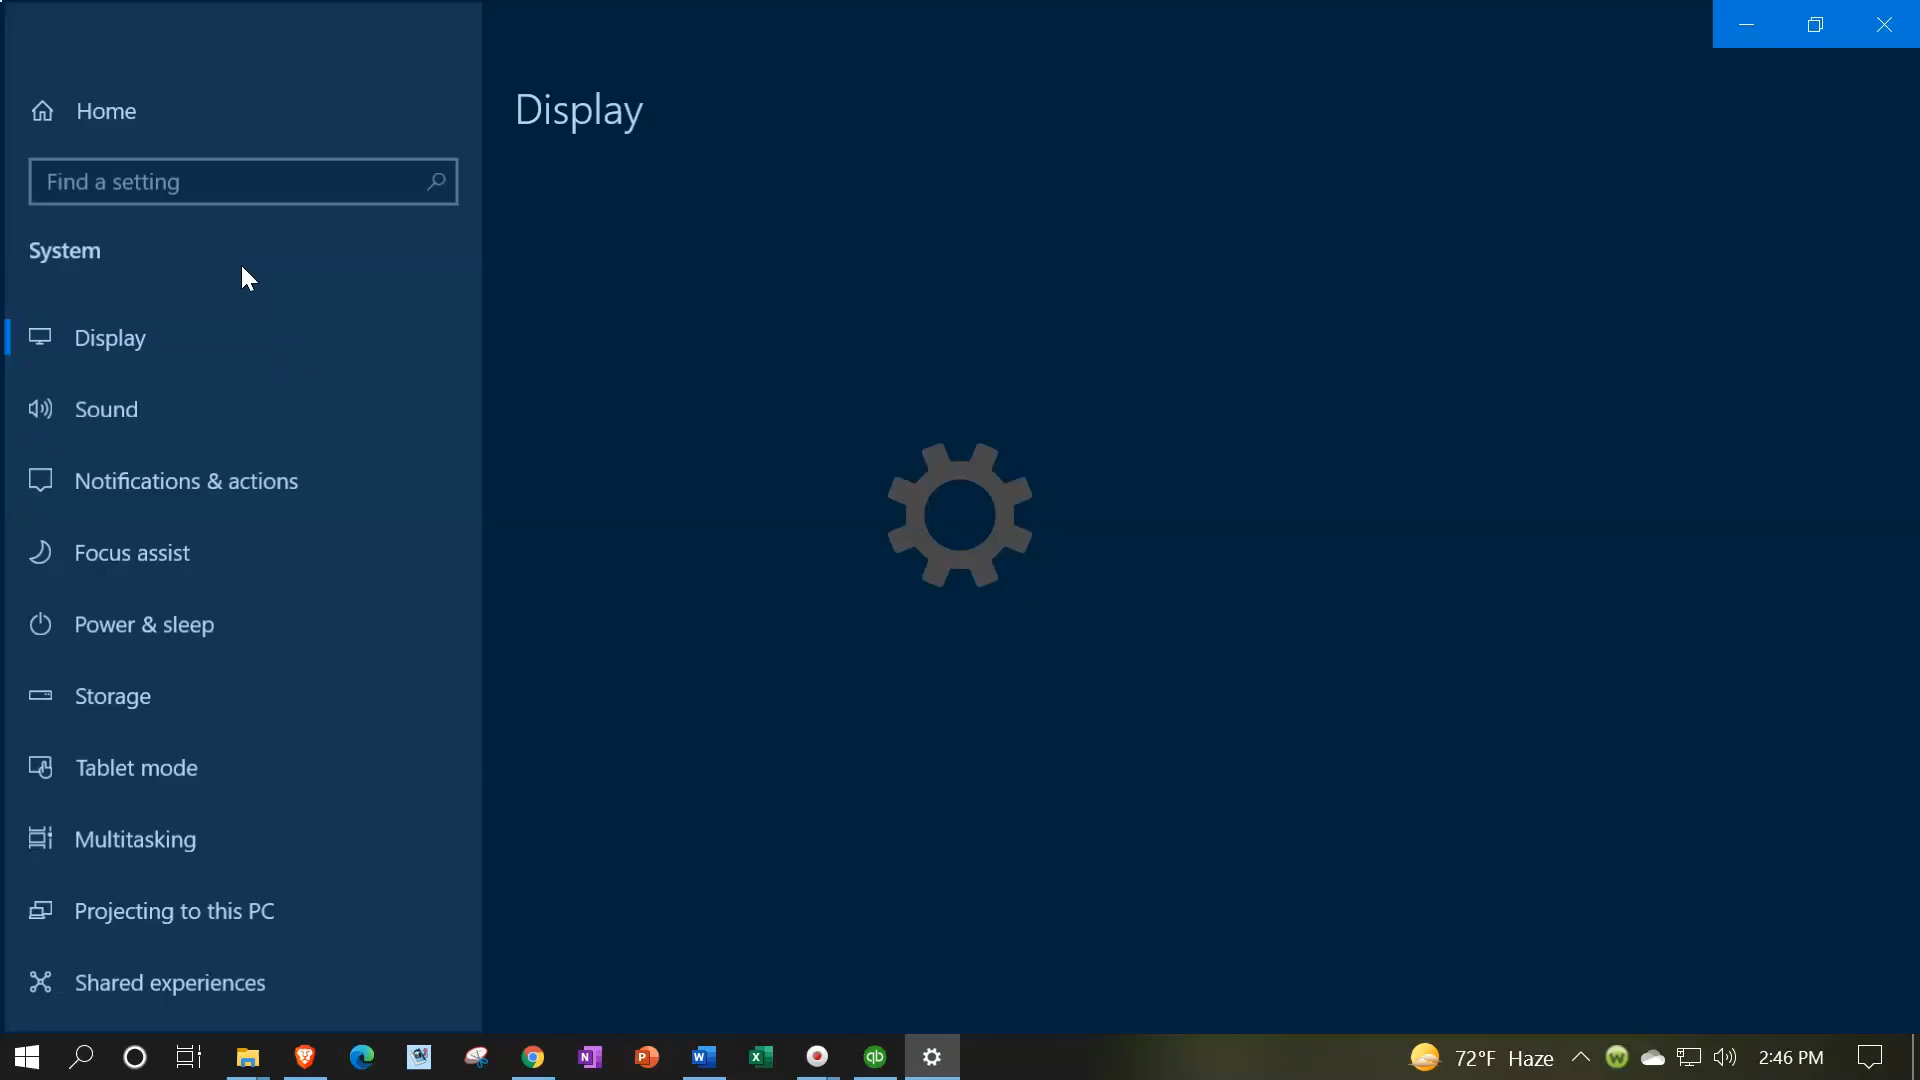 Home
Display
Find a setting
System
Display
Sound
Notifications & actions
Focus assist
Power & sleep
Storage
Tablet mode
Multitasking
Projecting to this PC
Shared experiences
N P W X qb 72°F Haze W 2:46 PM